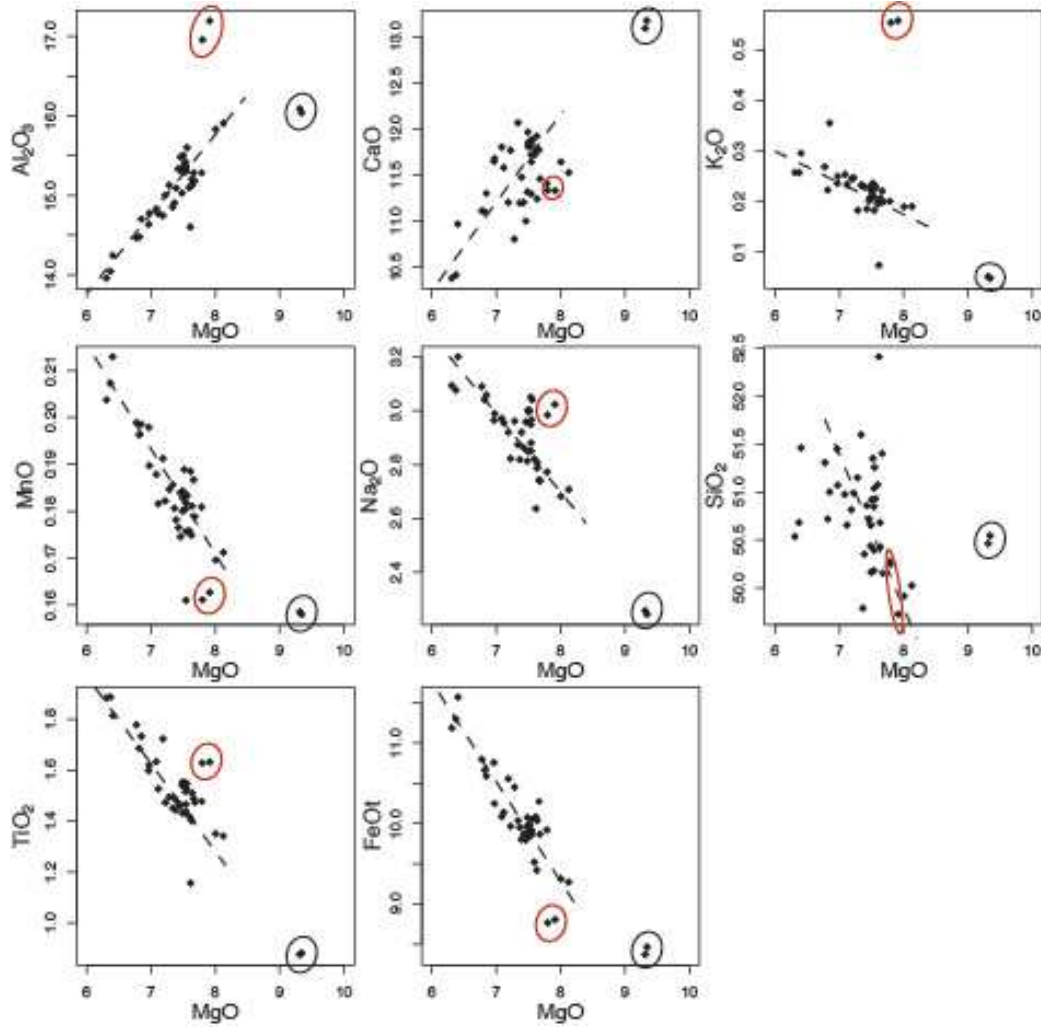 Al₂O₃
17.0
16.0
15.0
14.0
6 7 8 9 10
MgO
CaO
13.0
12.5
12.0
11.5
11.0
10.5
6 7 8 9 10
MgO
K₂O
0.5
0.4
0.3
0.2
0.1
6 7 8 9 10
MgO
MnO
0.21
0.20
0.19
0.18
0.17
0.16
6 7 8 9 10
MgO
Na₂O
3.2
3.0
2.8
2.6
2.4
6 7 8 9 10
MgO
SiO₂
52.5
52.0
51.5
51.0
50.5
50.0
6 7 8 9 10
MgO
TiO₂
1.8
1.6
1.4
1.2
1.0
6 7 8 9 10
MgO
FeOt
11.0
10.0
9.0
6 7 8 9 10
MgO